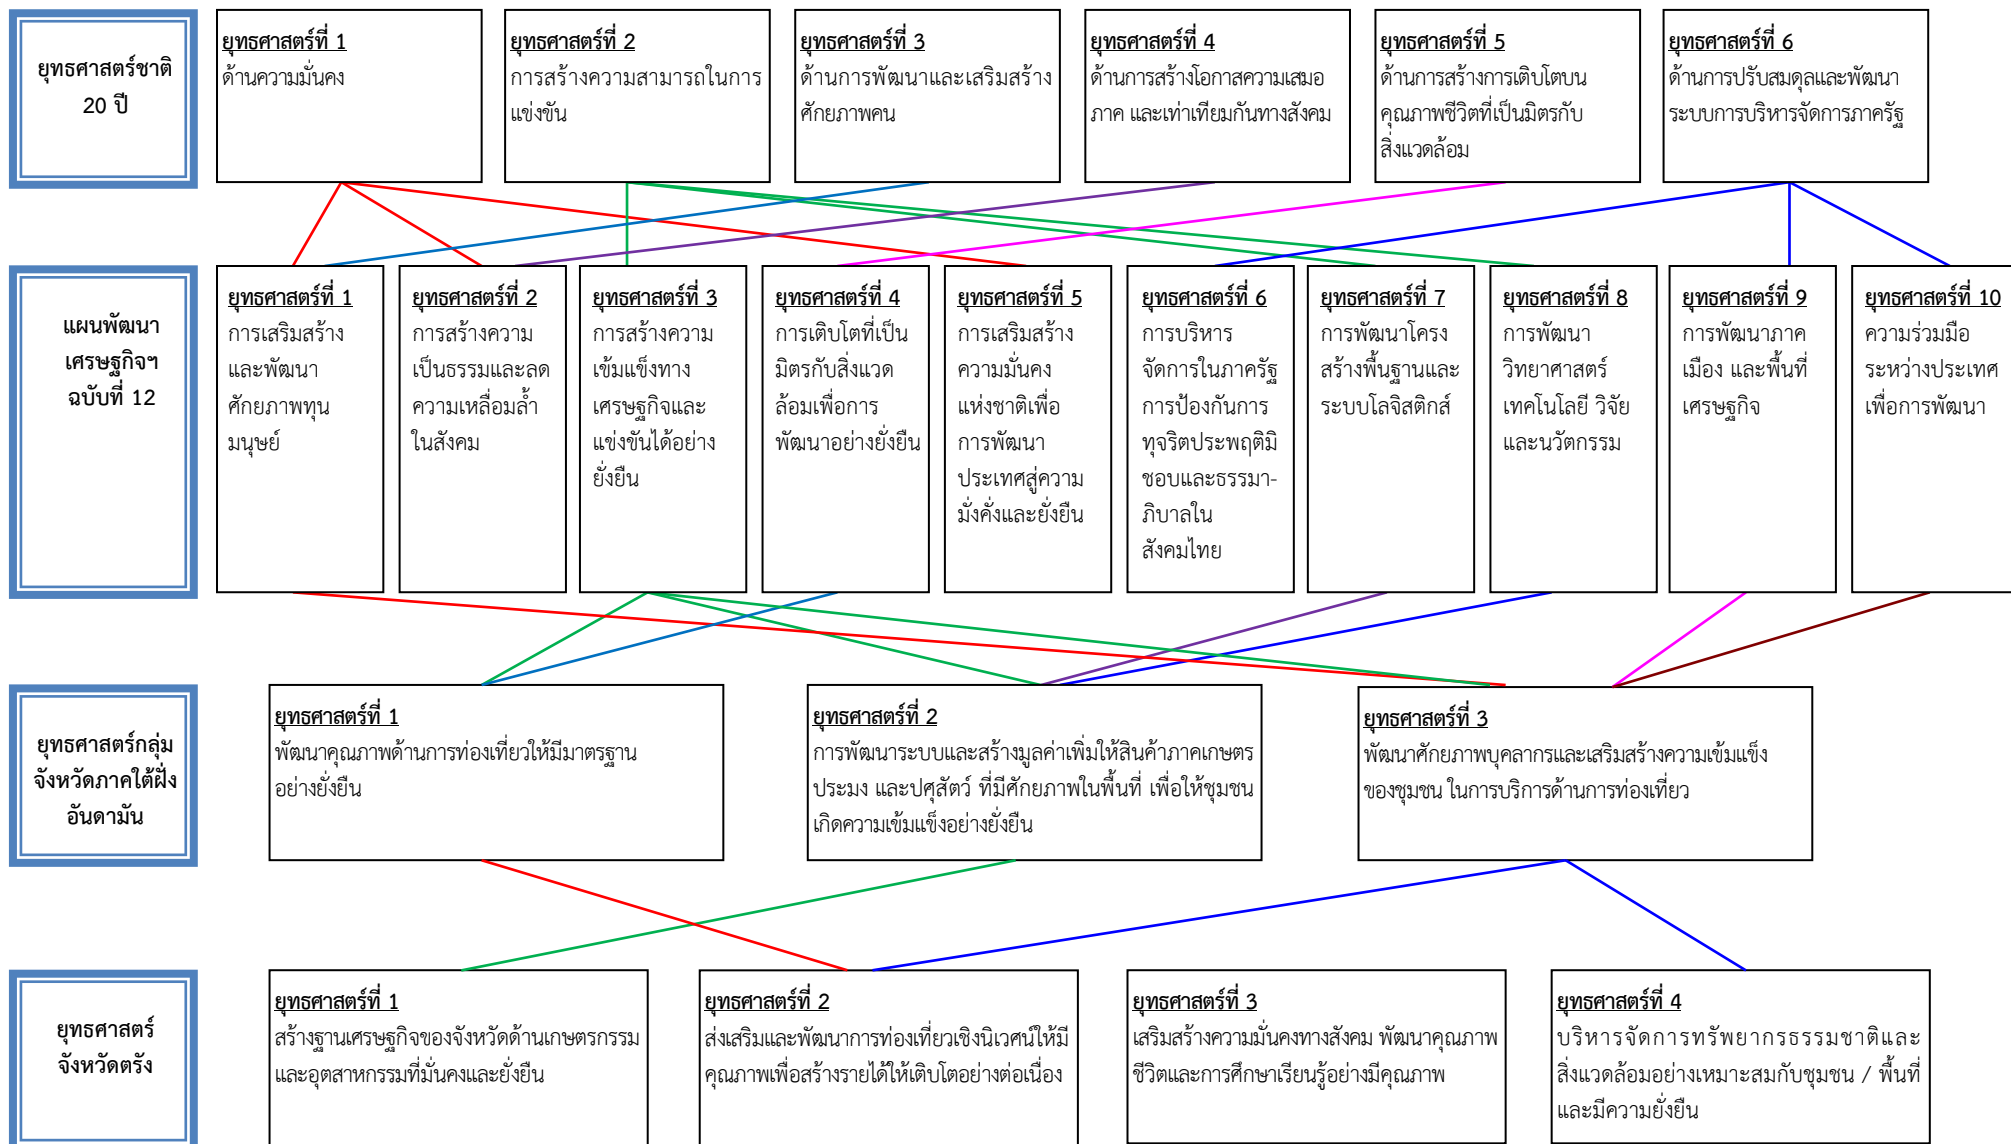 ยุทธศาสตร์ชาติ
20 ปี
ยุทธศาสตร์ที่ 1
ด้านความมั่นคง
ยุทธศาสตร์ที่ 2
การสร้างความสามารถในการ
แข่งขัน
ยุทธศาสตร์ที่ 3
ด้านการพัฒนาและเสริมสร้าง
ศักยภาพคน
ยุทธศาสตร์ที่ 4
ด้านการสร้างโอกาสความเสมอ
ภาค และเท่าเทียมกันทางสังคม
ยุทธศาสตร์ที่ 5
ด้านการสร้างการเติบโตบน
คุณภาพชีวิตที่เป็นมิตรกับ
สิ่งแวดล้อม
ยุทธศาสตร์ที่ 6
ด้านการปรับสมดุลและพัฒนา
ระบบการบริหารจัดการภาครัฐ
แผนพัฒนา
เศรษฐกิจฯ
ฉบับที่ 12
ยุทธศาสตร์ที่ 1
การเสริมสร้าง
และพัฒนา
ศักยภาพทุน
มนุษย์
ยุทธศาสตร์ที่ 2
การสร้างความ
เป็นธรรมและลด
ความเหลื่อมล้ำ
ในสังคม
ยุทธศาสตร์ที่ 3
การสร้างความ
เข้มแข็งทาง
เศรษฐกิจและ
แข่งขันได้อย่าง
ยั่งยืน
ยุทธศาสตร์ที่ 4
การเติบโตที่เป็น
มิตรกับสิ่งแวด
ล้อมเพื่อการ
พัฒนาอย่างยั่งยืน
ยุทธศาสตร์ที่ 5
การเสริมสร้าง
ความมั่นคง
แห่งชาติเพื่อ
การพัฒนา
ประเทศสู่ความ
มั่งคั่งและยั่งยืน
ยุทธศาสตร์ที่ 6
การบริหาร
จัดการในภาครัฐ
การป้องกันการ
ทุจริตประพฤติมิ
ชอบและธรรมา-
ภิบาลใน
สังคมไทย
ยุทธศาสตร์ที่ 7
การพัฒนาโครง
สร้างพื้นฐานและ
ระบบโลจิสติกส์
ยุทธศาสตร์ที่ 8
การพัฒนา
วิทยาศาสตร์
เทคโนโลยี วิจัย
และนวัตกรรม
ยุทธศาสตร์ที่ 9
การพัฒนาภาค
เมือง และพื้นที่
เศรษฐกิจ
ยุทธศาสตร์ที่ 10
ความร่วมมือ
ระหว่างประเทศ
เพื่อการพัฒนา
ยุทธศาสตร์กลุ่ม
จังหวัดภาคใต้ฝั่ง
อันดามัน
ยุทธศาสตร์ที่ 1
พัฒนาคุณภาพด้านการท่องเที่ยวให้มีมาตรฐาน
อย่างยั่งยืน
ยุทธศาสตร์ที่ 2
การพัฒนาระบบและสร้างมูลค่าเพิ่มให้สินค้าภาคเกษตร
ประมง และปศุสัตว์ ที่มีศักยภาพในพื้นที่ เพื่อให้ชุมชน
เกิดความเข้มแข็งอย่างยั่งยืน
ยุทธศาสตร์ที่ 3
พัฒนาศักยภาพบุคลากรและเสริมสร้างความเข้มแข็ง
ของชุมชน ในการบริการด้านการท่องเที่ยว
ยุทธศาสตร์
จังหวัดตรัง
ยุทธศาสตร์ที่ 1
สร้างฐานเศรษฐกิจของจังหวัดด้านเกษตรกรรม
และอุตสาหกรรมที่มั่นคงและยั่งยืน
ยุทธศาสตร์ที่ 2
ส่งเสริมและพัฒนาการท่องเที่ยวเชิงนิเวศน์ให้มี
คุณภาพเพื่อสร้างรายได้ให้เติบโตอย่างต่อเนื่อง
ยุทธศาสตร์ที่ 3
เสริมสร้างความมั่นคงทางสังคม พัฒนาคุณภาพ
ชีวิตและการศึกษาเรียนรู้อย่างมีคุณภาพ
ยุทธศาสตร์ที่ 4
บริหารจัดการทรัพยากรธรรมชาติและ
สิ่งแวดล้อมอย่างเหมาะสมกับชุมชน / พื้นที่
และมีความยั่งยืน